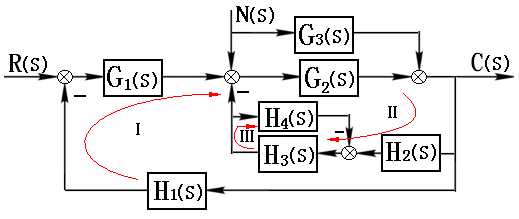 N(S)
G3(S)
R(S)
C(S)
G1(S)
G2(S)
−
−
H4(S)
−
I
II
III
H3(S)
H2(S)
H1(S)